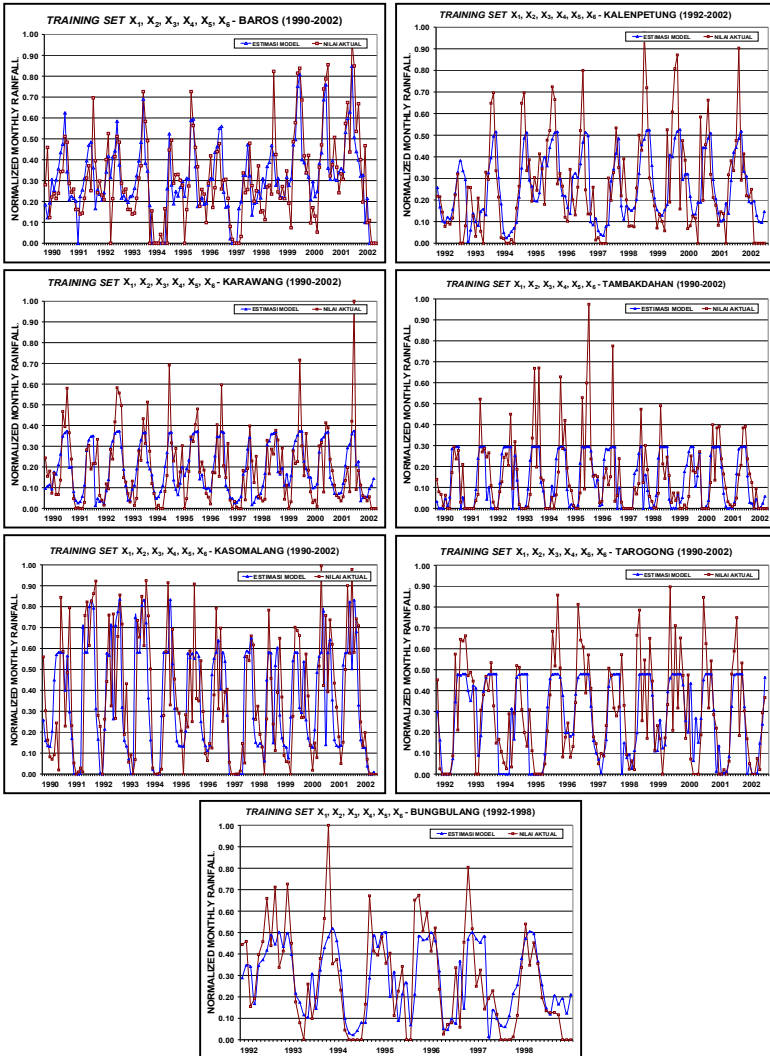 TRAINING SET X1, X2, X3, X4, X5, X6 - BAROS (1990-2002)
ESTIMASI MODEL
NILAI AKTUAL
NORMALIZED MONTHLY RAINFALL
1.00
0.90
0.80
0.70
0.60
0.50
0.40
0.30
0.20
0.10
0.00
1990 1991 1992 1993 1994 1995 1996 1997 1998 1999 2000 2001 2002
TRAINING SET X1, X2, X3, X4, X5, X6 - KALENPETUNG (1992-2002)
ESTIMASI MODEL
NILAI AKTUAL
NORMALIZED MONTHLY RAINFALL
1.00
0.90
0.80
0.70
0.60
0.50
0.40
0.30
0.20
0.10
0.00
1992 1993 1994 1995 1996 1997 1998 1999 2000 2001 2002
TRAINING SET X1, X2, X3, X4, X5, X6 - KARAWANG (1990-2002)
ESTIMASI MODEL
NILAI AKTUAL
NORMALIZED MONTHLY RAINFALL
1.00
0.90
0.80
0.70
0.60
0.50
0.40
0.30
0.20
0.10
0.00
1990 1991 1992 1993 1994 1995 1996 1997 1998 1999 2000 2001 2002
TRAINING SET X1, X2, X3, X4, X5, X6 - TAMBAKDAHAN (1990-2002)
ESTIMASI MODEL
NILAI AKTUAL
NORMALIZED MONTHLY RAINFALL
1.00
0.90
0.80
0.70
0.60
0.50
0.40
0.30
0.20
0.10
0.00
1990 1991 1992 1993 1994 1995 1996 1997 1998 1999 2000 2001 2002
TRAINING SET X1, X2, X3, X4, X5, X6 - KASOMALANG (1990-2002)
ESTIMASI MODEL
NILAI AKTUAL
NORMALIZED MONTHLY RAINFALL
1.00
0.90
0.80
0.70
0.60
0.50
0.40
0.30
0.20
0.10
0.00
1990 1991 1992 1993 1994 1995 1996 1997 1998 1999 2000 2001 2002
TRAINING SET X1, X2, X3, X4, X5, X6 - TAROGONG (1990-2002)
ESTIMASI MODEL
NILAI AKTUAL
NORMALIZED MONTHLY RAINFALL
1.00
0.90
0.80
0.70
0.60
0.50
0.40
0.30
0.20
0.10
0.00
1990 1991 1992 1993 1994 1995 1996 1997 1998 1999 2000 2001 2002
TRAINING SET X1, X2, X3, X4, X5, X6 - BUNGBULANG (1992-1998)
ESTIMASI MODEL
NILAI AKTUAL
NORMALIZED MONTHLY RAINFALL
1.00
0.90
0.80
0.70
0.60
0.50
0.40
0.30
0.20
0.10
0.00
1992 1993 1994 1995 1996 1997 1998